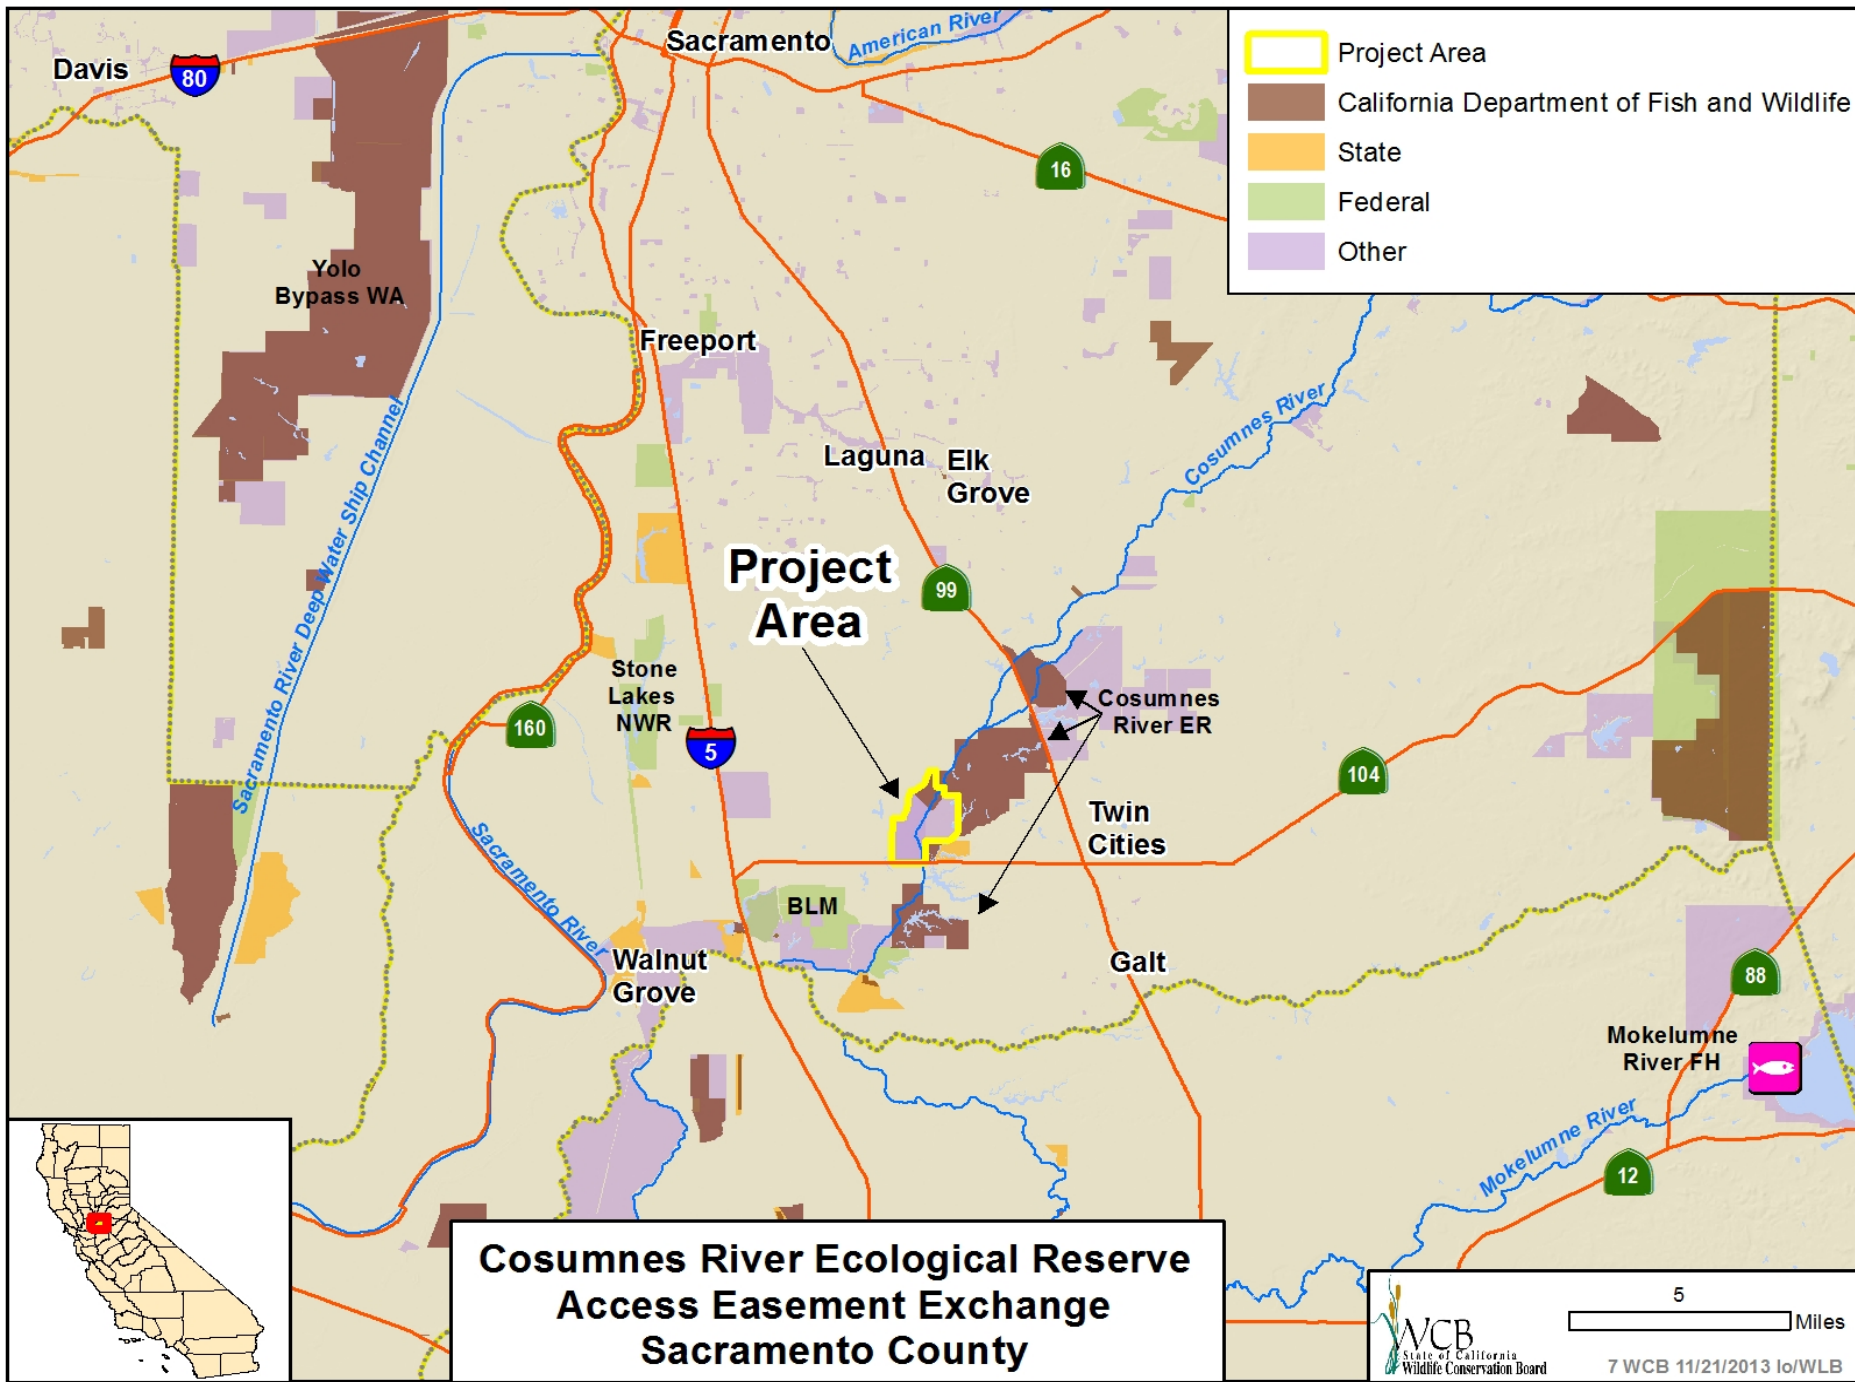 Sacramento
American River
Davis
80
Project Area
California Department of Fish and Wildlife
State
Federal
Other
16
Yolo
Bypass WA
Freeport
Cosumnes River
Laguna
Elk
Grove
Sacramento River Deep Water Ship Channel
Project
Area
99
Stone
Lakes
NWR
160
5
Cosmnes
River ER
104
Twin
Cities
Sacramento River
BLM
Walnut
Grove
Galt
88
Mokelumne
River FH
Mokelumne River
12
Cosumnes River Ecological Reserve
Access Easement Exchange
Sacramento County
WCB
State of California
Wildlife Conservation Board
5
Miles
7 WCB 11/21/2013 lo/WLB